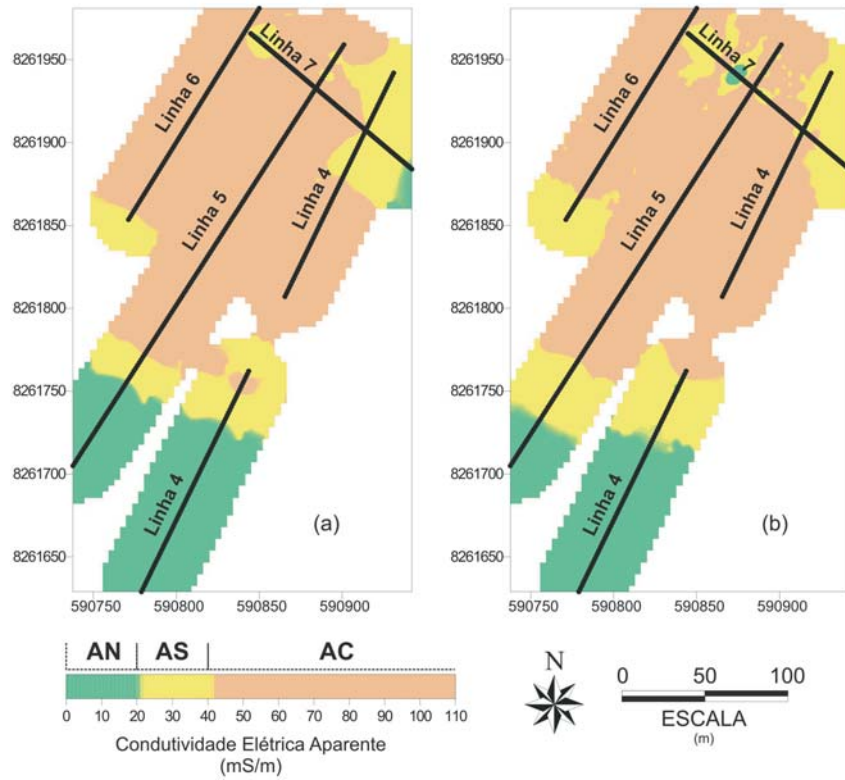 8261950
8261900
8261850
8261800
8261750
8261700
8261650
590750 590800 590850 590900
Linha 6
Linha 7
Linha 5
Linha 4
Linha 4
(a)
8261950
8261900
8261850
8261800
8261750
8261700
8261650
590750 590800 590850 590900
Linha 6
Linha 7
Linha 5
Linha 4
Linha 4
(b)
AN AS AC
0 10 20 30 40 50 60 70 80 90 100 110
Condutividade Elétrica Aparente
(mS/m)
N
0 50 100
ESCALA
(m)